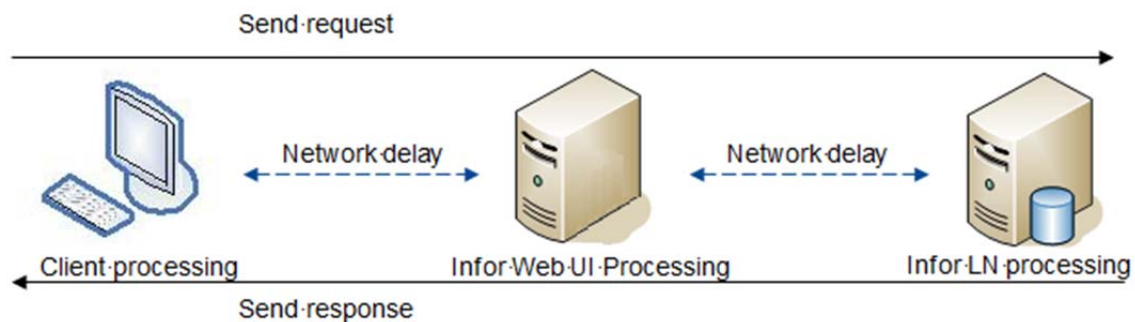 Send·request
Network·delay
Network·delay
Client·processing
Infor·Web·UI·Processing
Infor·LN·processing
Send·response